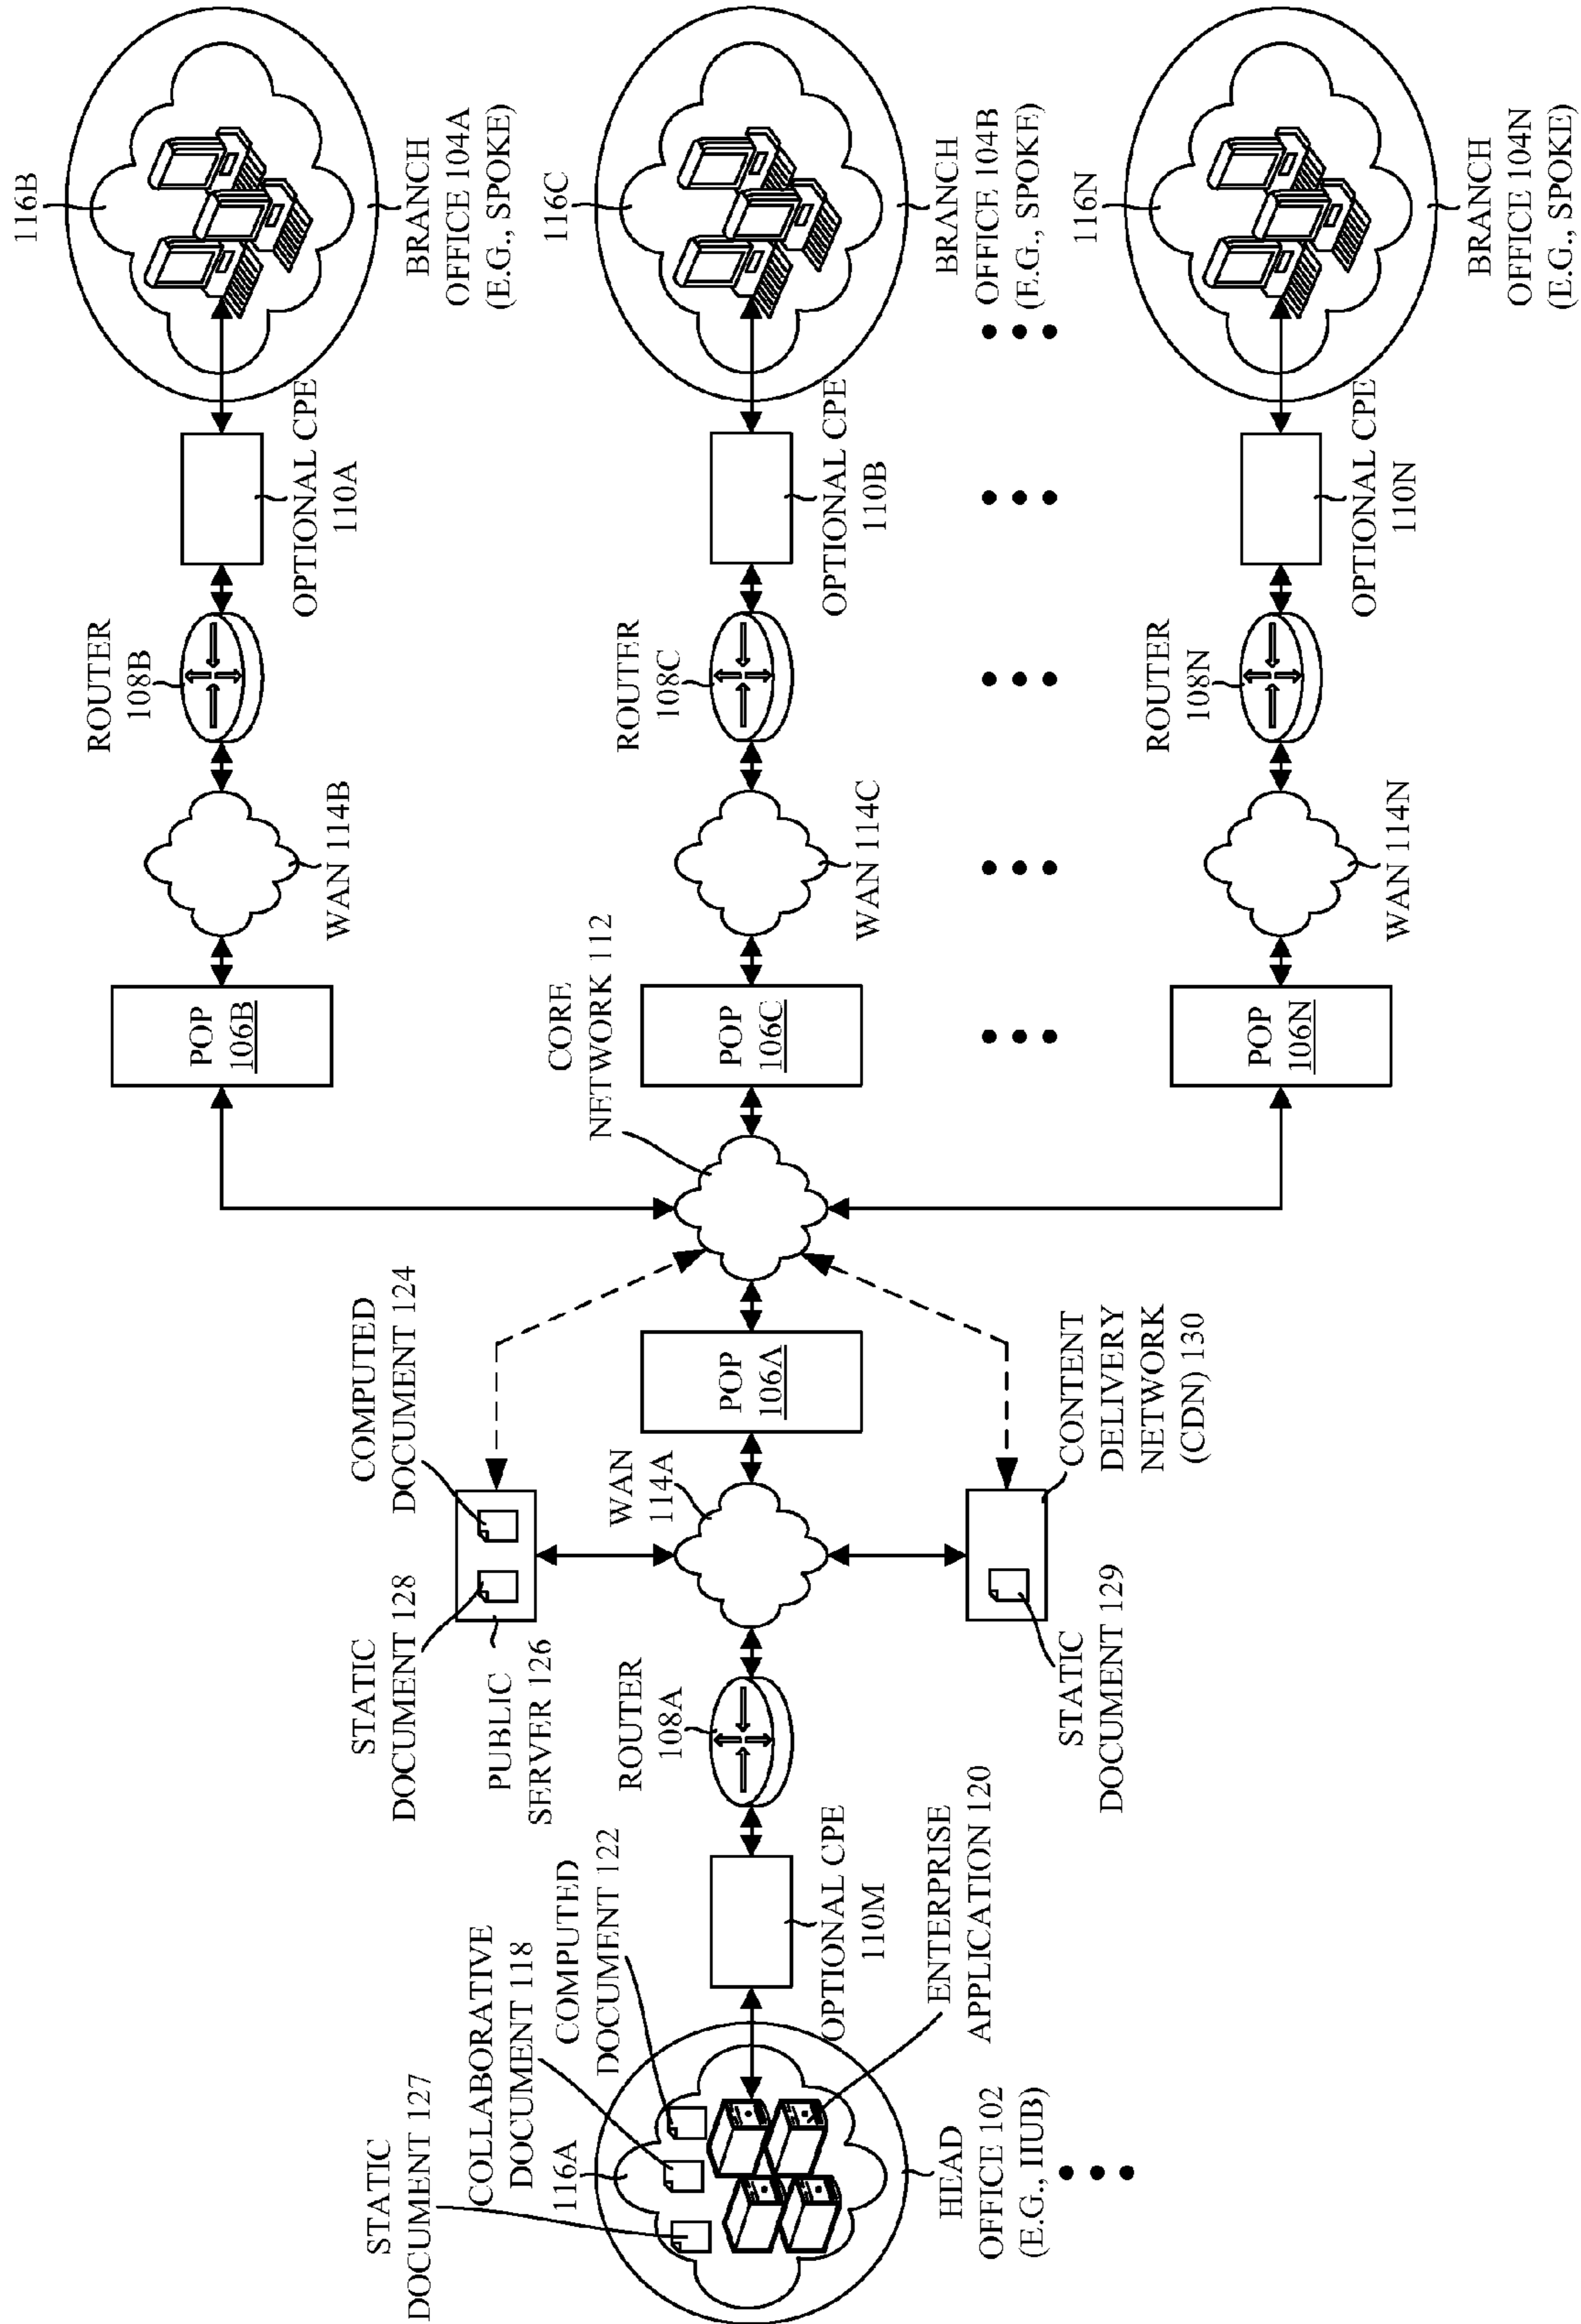 116B
ROUTER
108B
POP
106B
WAN 114B
OPTIONAL CPE
110A
BRANCH
OFFICE 104A
(E.G., SPOKE)
COMPUTED
DOCUMENT 124
STATIC
DOCUMENT 128
PUBLIC
SERVER 126
STATIC
DOCUMENT 127
COLLABORATIVE
DOCUMENT 118
116A
COMPUTED
DOCUMENT 122
ROUTER
108A
WAN
114A
CORE
NETWORK 112
ROUTER
108C
116C
POP
106A
POP
106C
OPTIONAL CPE
110M
WAN 114C
OPTIONAL CPE
110B
ENTERPRISE
APPLICATION 120
HEAD
OFFICE 102
(E.G., HUB)
BRANCH
OFFICE 104B
(E.G., SPOKE)
STATIC
DOCUMENT 129
CONTENT
DELIVERY
NETWORK
(CDN) 130
116N
ROUTER
108N
POP
106N
WAN 114N
OPTIONAL CPE
110N
BRANCH
OFFICE 104N
(E.G., SPOKE)